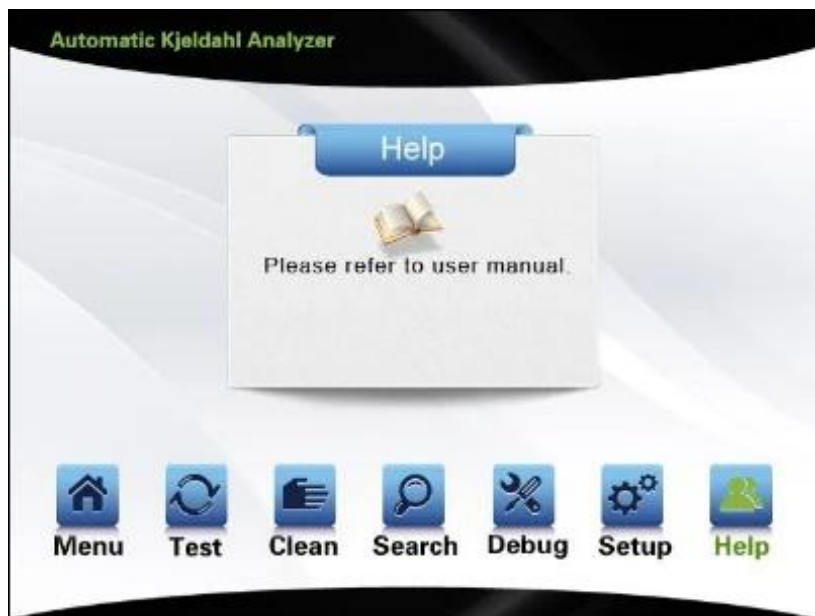 Automatic Kjeldahl Analyzer
Help
Please refer to user manual.
Menu Test Clean Search Debug Setup Help